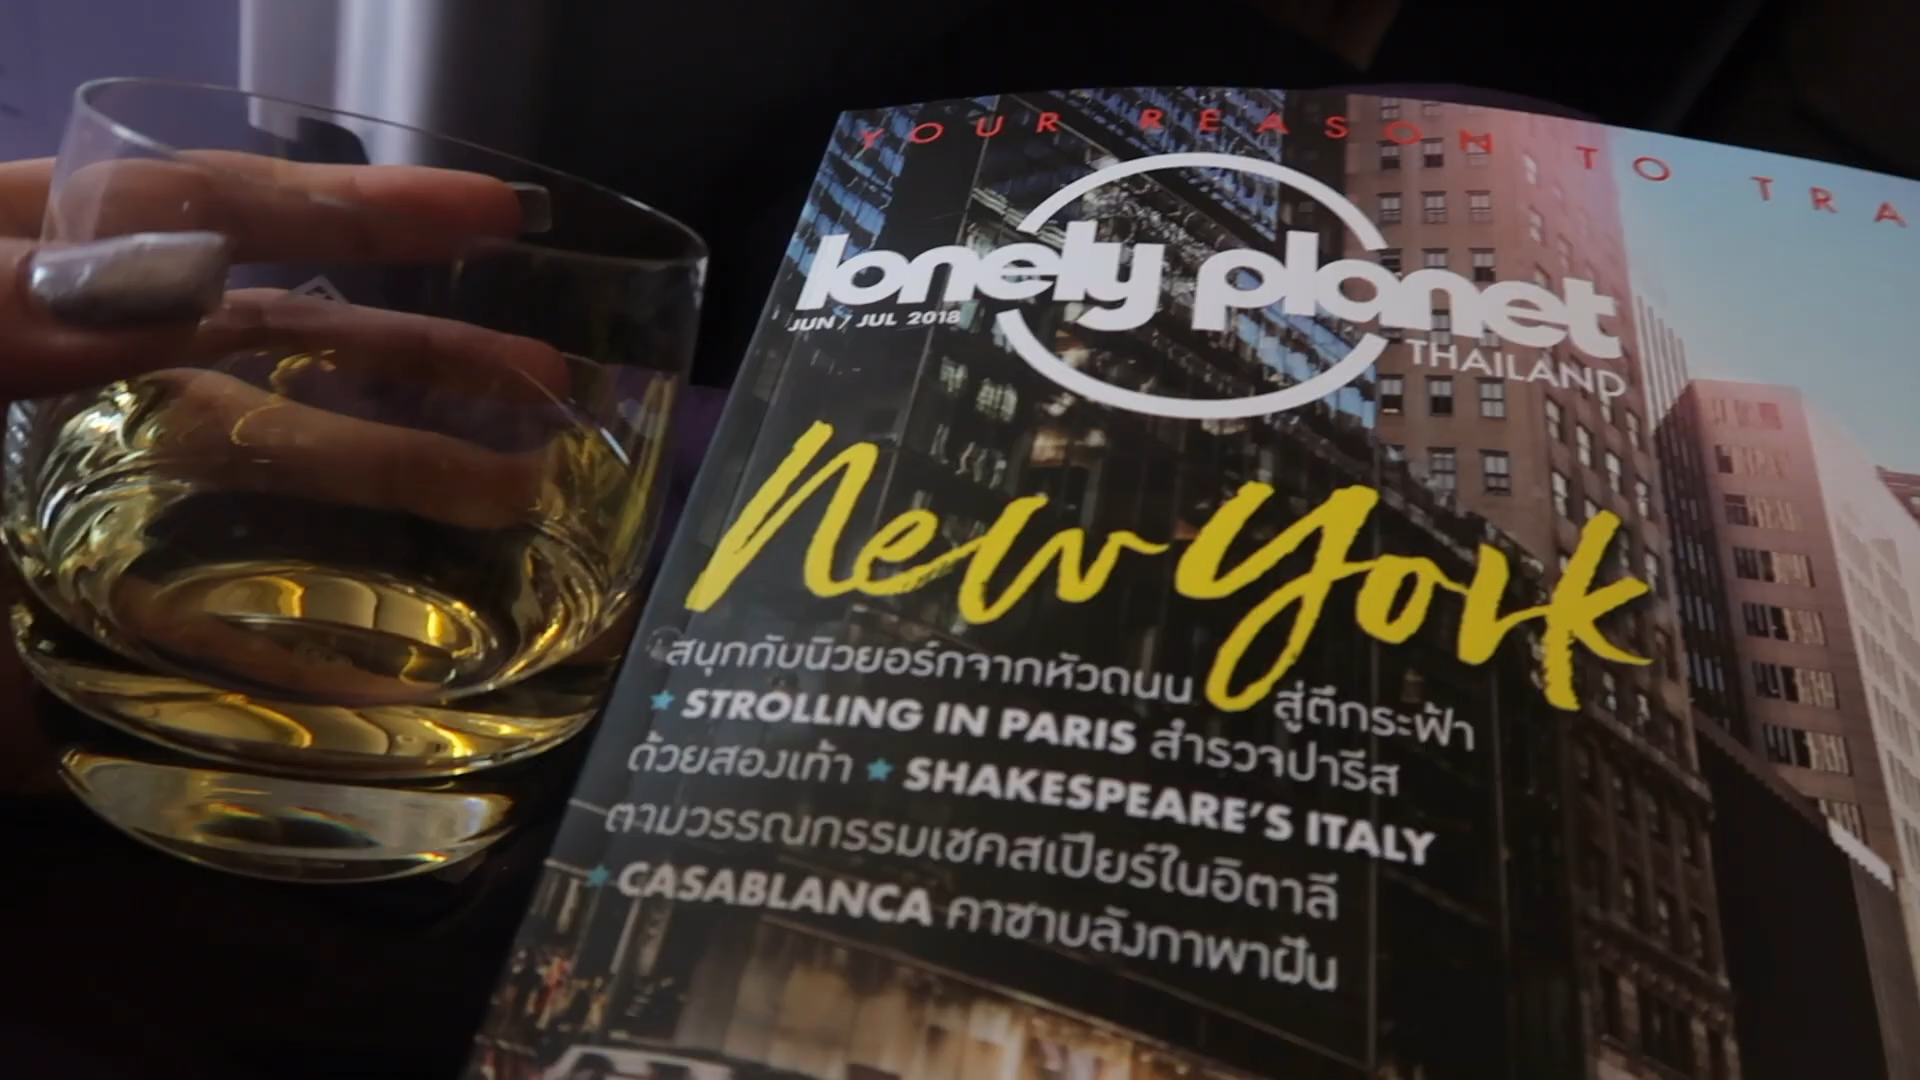 YOUR REASON TO TRA
lonely planet
JUN / JUL 2018
THAILAND
New York
สนุกกับนิวยอร์กจากหัวถนน สู่ตึกระฟ้า
★ STROLLING IN PARIS สำรวจปารีส
ด้วยสองเท้า ★ SHAKESPEARE'S ITALY
ตามวรรณกรรมเชคสเปียร์ในอิตาลี
★ CASABLANCA คาซาบลังกาพาฝัน